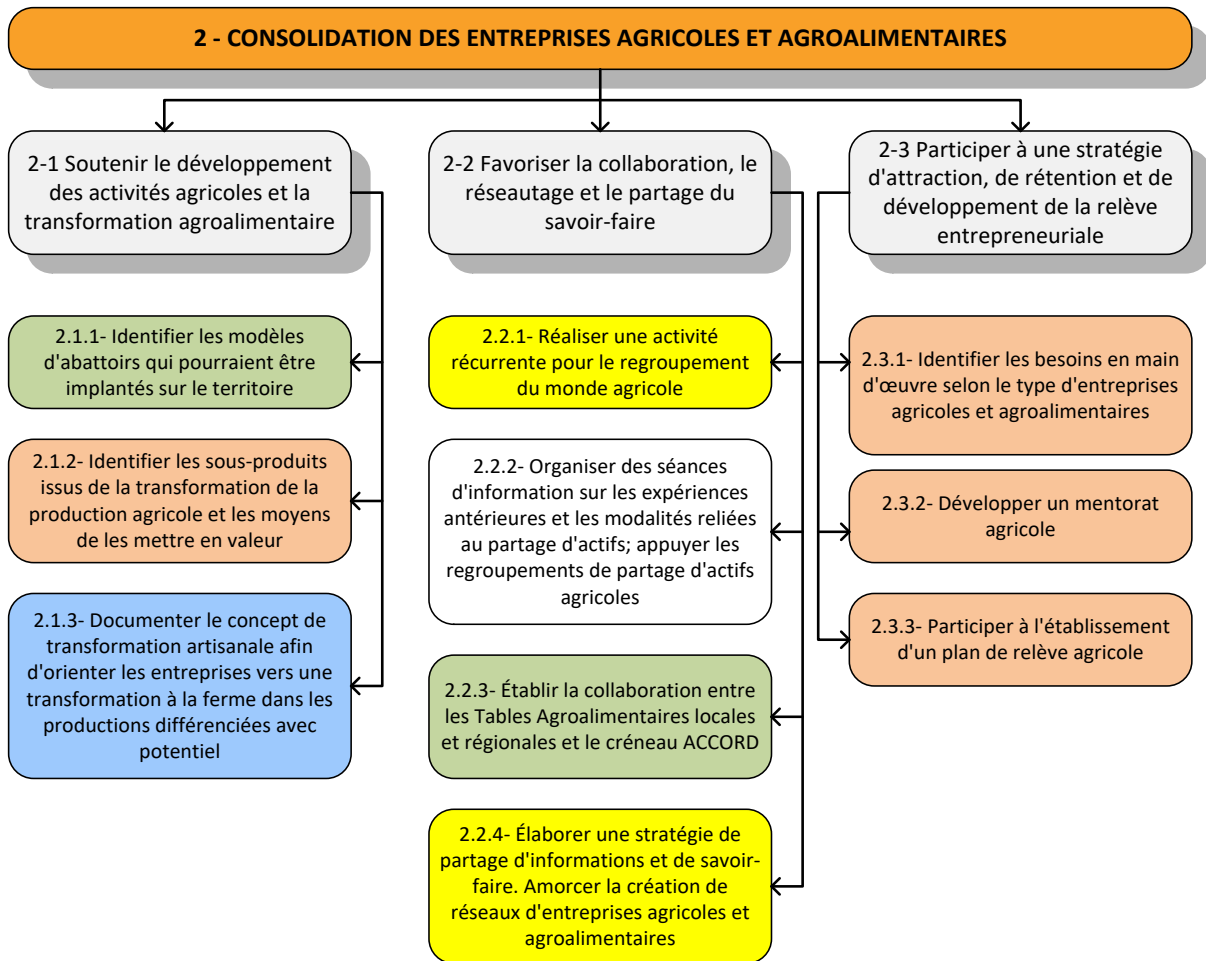 2 - CONSOLIDATION DES ENTREPRISES AGRICOLES ET AGROALIMENTAIRES
2-1 Soutenir le développement
des activités agricoles et la
transformation agroalimentaire
2-2 Favoriser la collaboration, le
réseautage et le partage du
savoir-faire
2-3 Participer à une stratégie
d'attraction, de rétention et de
développement de la relève
entrepreneuriale
2.1.1- Identifier les modèles
d'abattoirs qui pourraient être
implantés sur le territoire
2.1.2- Identifier les sous-produits
issus de la transformation de la
production agricole et les moyens
de les mettre en valeur
2.1.3- Documenter le concept de
transformation artisanale afin
d'orienter les entreprises vers une
transformation à la ferme dans les
productions différenciées avec
potentiel
2.2.1- Réaliser une activité
récurrente pour le regroupement
du monde agricole
2.2.2- Organiser des séances
d'information sur les expériences
antérieures et les modalités reliées
au partage d'actifs; appuyer les
regroupements de partage d'actifs
agricoles
2.2.3- Établir la collaboration entre
les Tables Agroalimentaires locales
et régionales et le créneau ACCORD
2.2.4- Élaborer une stratégie de
partage d'informations et de savoir-
faire. Amorcer la création de
réseaux d'entreprises agricoles et
agroalimentaires
2.3.1- Identifier les besoins en main
d'œuvre selon le type d'entreprises
agricoles et agroalimentaires
2.3.2- Développer un mentorat
agricole
2.3.3- Participer à l'établissement
d'un plan de relève agricole